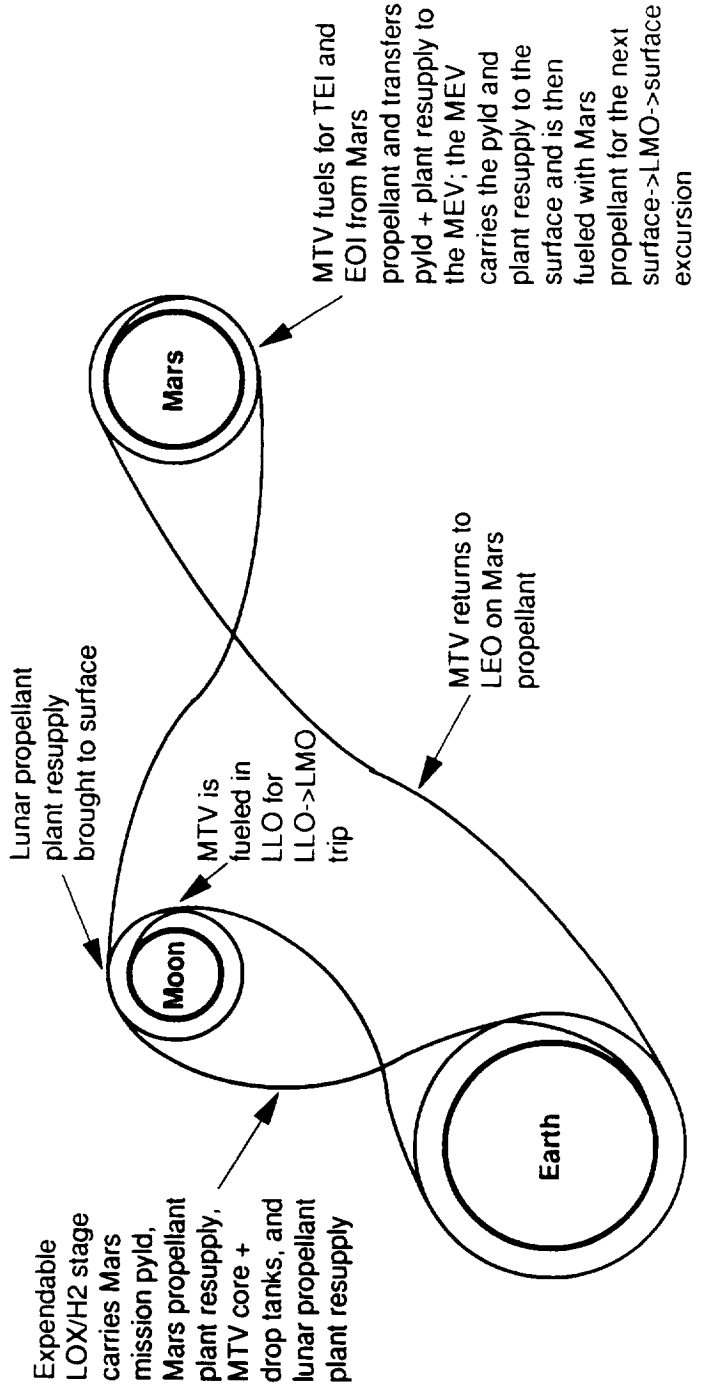 Expendable
LOX/H2 stage
carries Mars
mission pyld,
Mars propellant
plant resupply,
MTV core +
drop tanks, and
lunar propellant
plant resupply
Lunar propellant
plant resupply
brought to surface
Moon
MTV is
fueled in
LLO for
LLO->LMO
trip
Earth
MTV returns to
LEO on Mars
propellant
Mars
MTV fuels for TEI and
EOI from Mars
propellant and transfers
pyld + plant resupply to
the MEV; the MEV
carries the pyld and
plant resupply to the
surface and is then
fueled with Mars
propellant for the next
surface->LMO->surface
excursion